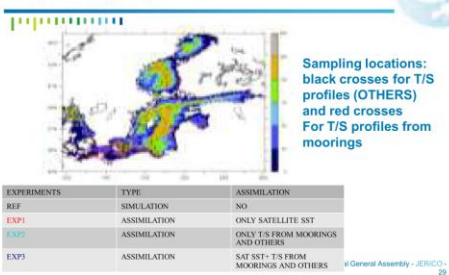 Sampling locations:
black crosses for T/S
profiles (OTHERS)
and red crosses
For T/S profiles from
moorings
EXPERIMENTS TYPE ASSIMILATION
REF SIMULATION NO
EXP1 ASSIMILATION ONLY SATELLITE SST
EXP2 ASSIMILATION ONLY T/S FROM MOORINGS
AND OTHERS
EXP3 ASSIMILATION SAT SST+ T/S FROM
MOORINGS AND OTHERS
General Assembly - JERICO -
29